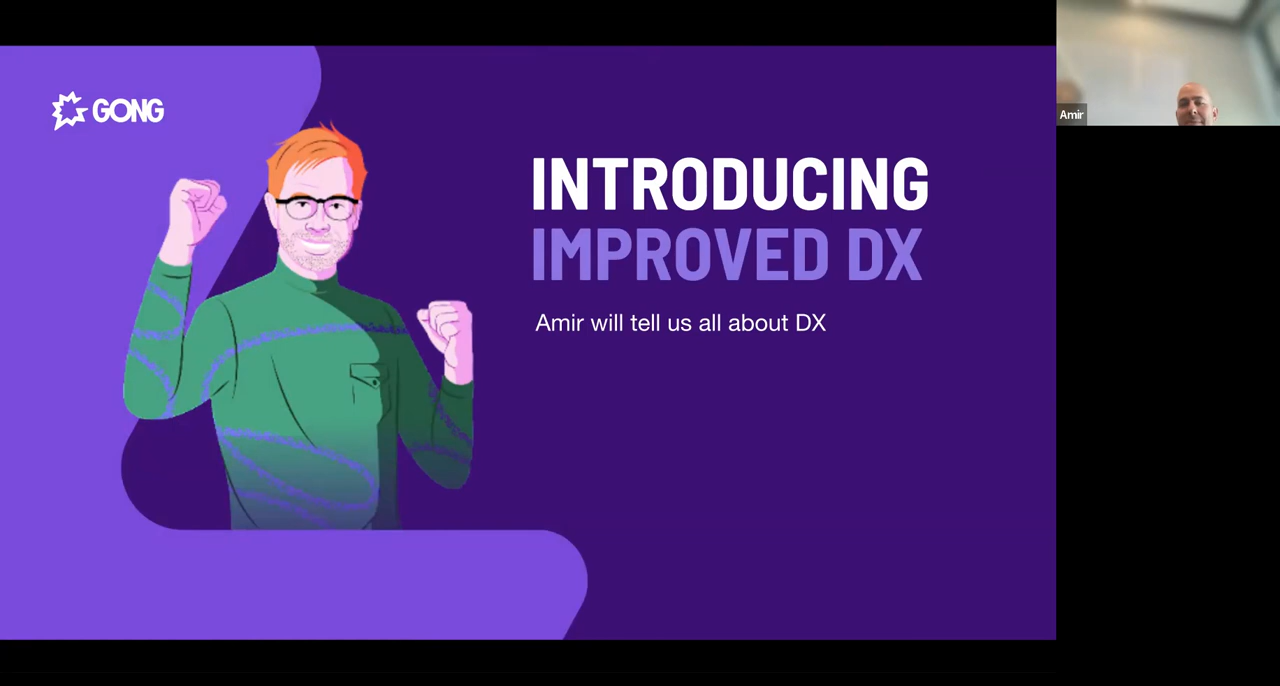 GONG
INTRODUCING
IMPROVED DX
Amir will tell us all about DX
Amir